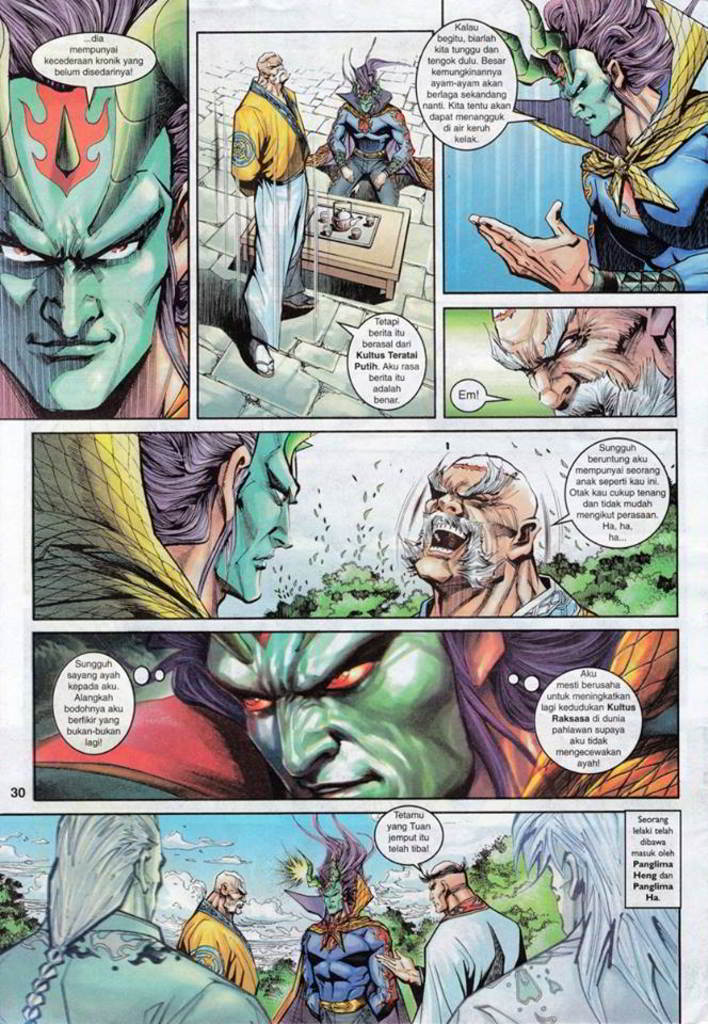 ...dia
mempunyai
kecederaan kronik yang
belum disedarinya!
Tetapi
berita itu
berasal dari
Kultus Teratai
Putih. Aku rasa
berita itu
adalah
benar.
Kalau
begitu, biarlah
kita tunggu dan
tengok dulu. Besar
kemungkinannya
ayam-ayam akan
berlaga sekandang
nanti. Kita tentu akan
dapat menangguk
di air keruh
kelak.
Em!
Sungguh
beruntung aku
mempunyai seorang
anak seperti kau ini.
Otak kau cukup tenang
dan tidak mudah
mengikut perasaan.
Ha, ha,
ha...
Sungguh
sayang ayah
kepada aku.
Alangkah
bodohnya aku
berfikir yang
bukan-bukan
lagi!
Aku
mesti berusaha
untuk meningkatkan
lagi kedudukan Kultus
Raksasa di dunia
pahlawan supaya
aku tidak
mengecewakan
ayah!
30
Tetamu
yang Tuan
jemput itu
telah tiba!
Seorang
lelaki telah
dibawa
masuk oleh
Panglima
Heng dan
Panglima
Ha.